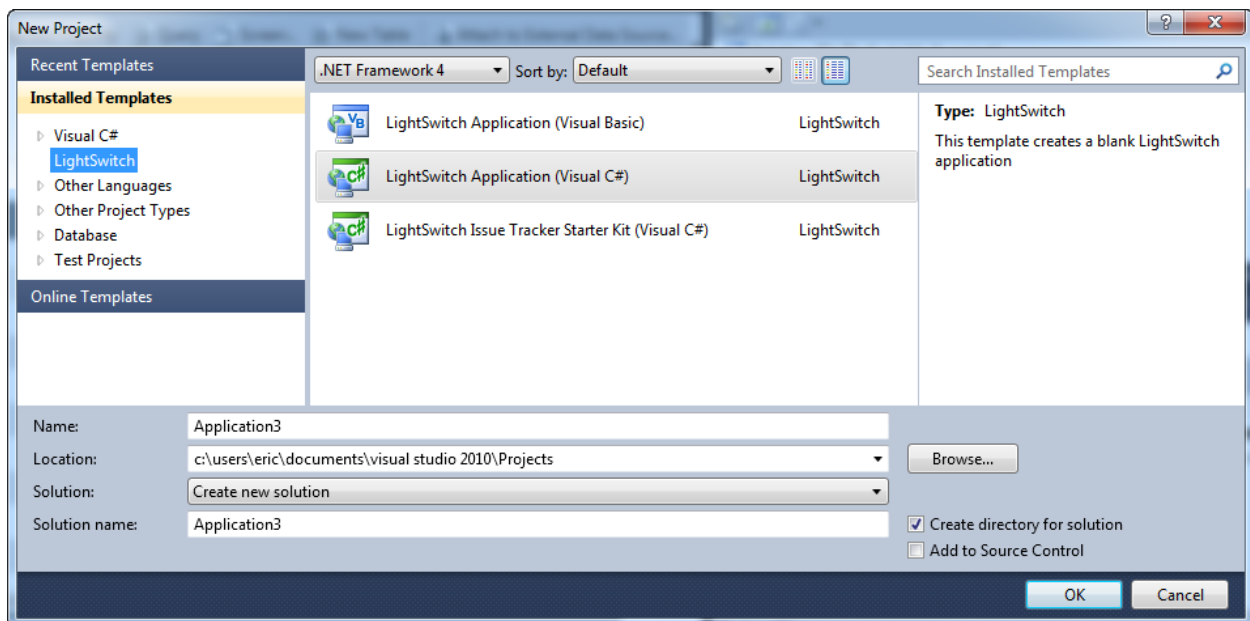 New Project
Recent Templates
Installed Templates
Visual C#
LightSwitch
Other Languages
Other Project Types
Database
Test Projects
Online Templates
.NET Framework 4
Sort by:
Default
LightSwitch Application (Visual Basic)
LightSwitch
LightSwitch Application (Visual C#)
LightSwitch
LightSwitch Issue Tracker Starter Kit (Visual C#)
LightSwitch
Search Installed Templates
Type: LightSwitch
This template creates a blank LightSwitch
application
Name:
Application3
Location:
c:\users\eric\documents\visual studio 2010\Projects
Browse...
Solution:
Create new solution
Solution name:
Application3
Create directory for solution
Add to Source Control
OK
Cancel